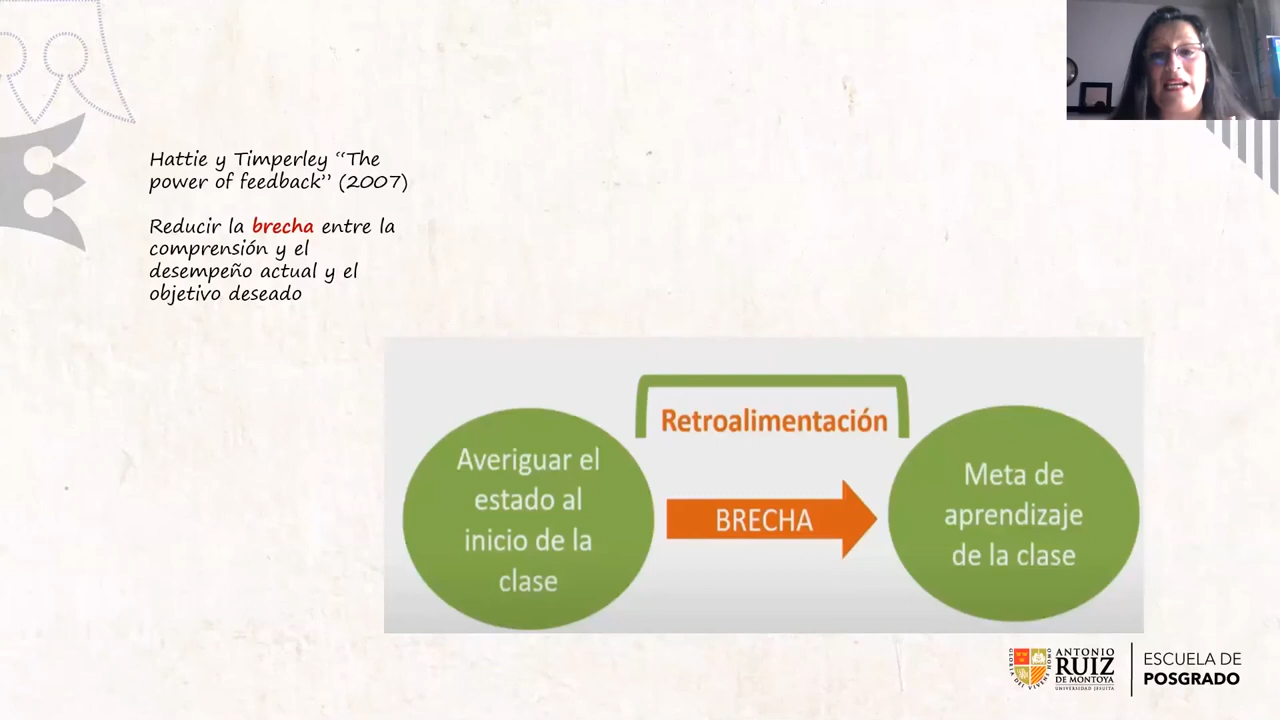 Hattie y Timperley “The
power of feedback” (2007)
Reducir la brecha entre la
comprensión y el
desempeño actual y el
objetivo deseado
Retroalimentación
Averiguar el
estado al
inicio de la
clase
BRECHA
Meta de
aprendizaje
de la clase
ANTONIO
RUIZ
DE MONTOYA
UNIVERSIDAD JESUITA
ESCUELA DE
POSGRADO